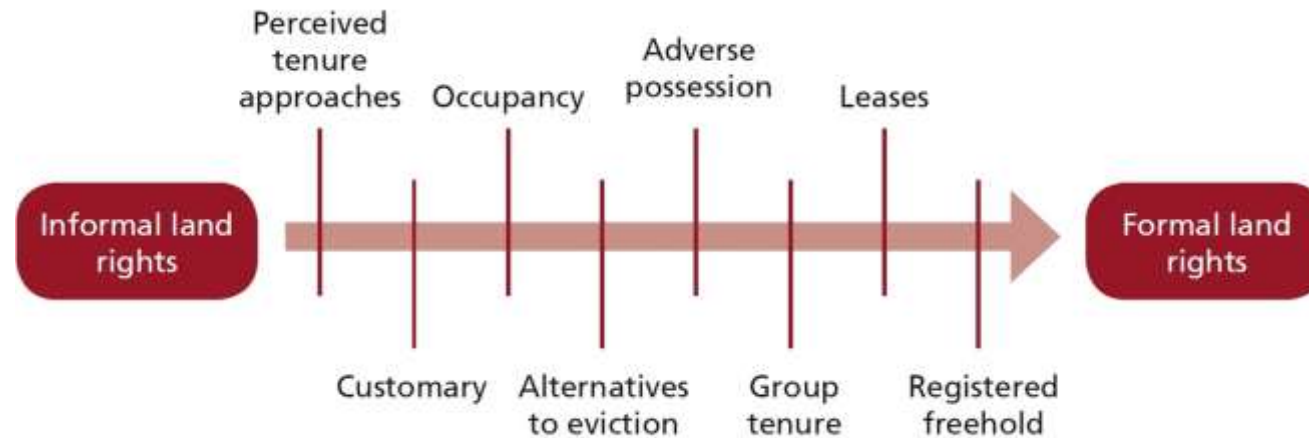 Perceived
tenure
approaches
Occupancy
Adverse
possession
Leases
Informal land
rights
Formal land
rights
Customary
Alternatives
to eviction
Group
tenure
Registered
freehold